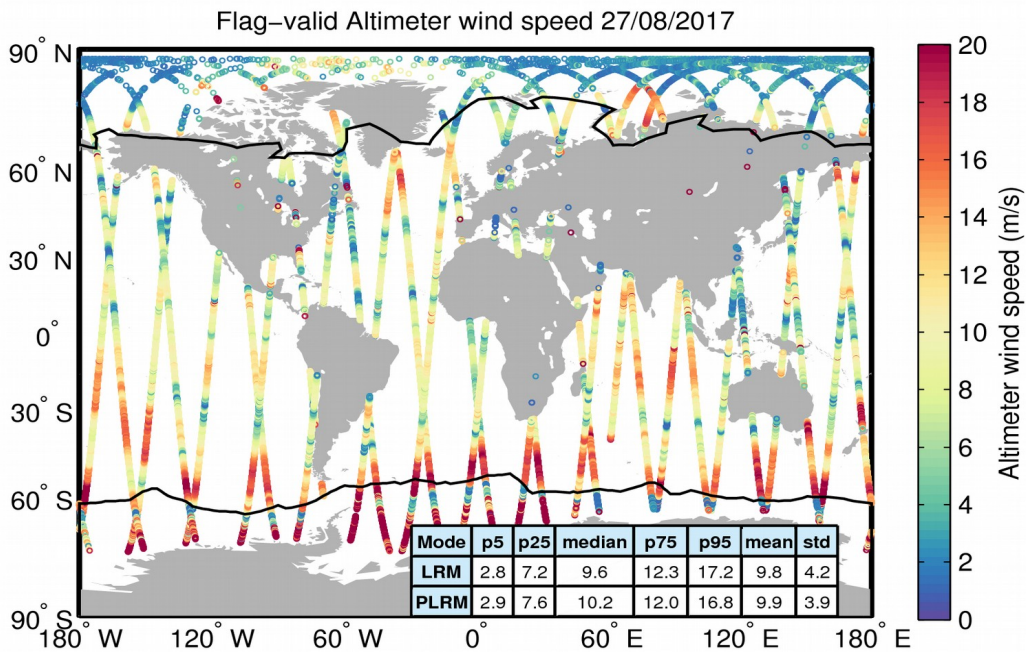 Flag−valid Altimeter wind speed 27/08/2017
90° N
60° N
30° N
0°
30° S
60° S
90° S
180° W
120° W
60° W
0°
60° E
120° E
180° E
Mode p5 p25 median p75 p95 mean std
LRM 2.8 7.2 9.6 12.3 17.2 9.8 4.2
PLRM 2.9 7.6 10.2 12.0 16.8 9.9 3.9
20
18
16
14
12
10
8
6
4
2
0
Altimeter wind speed (m/s)